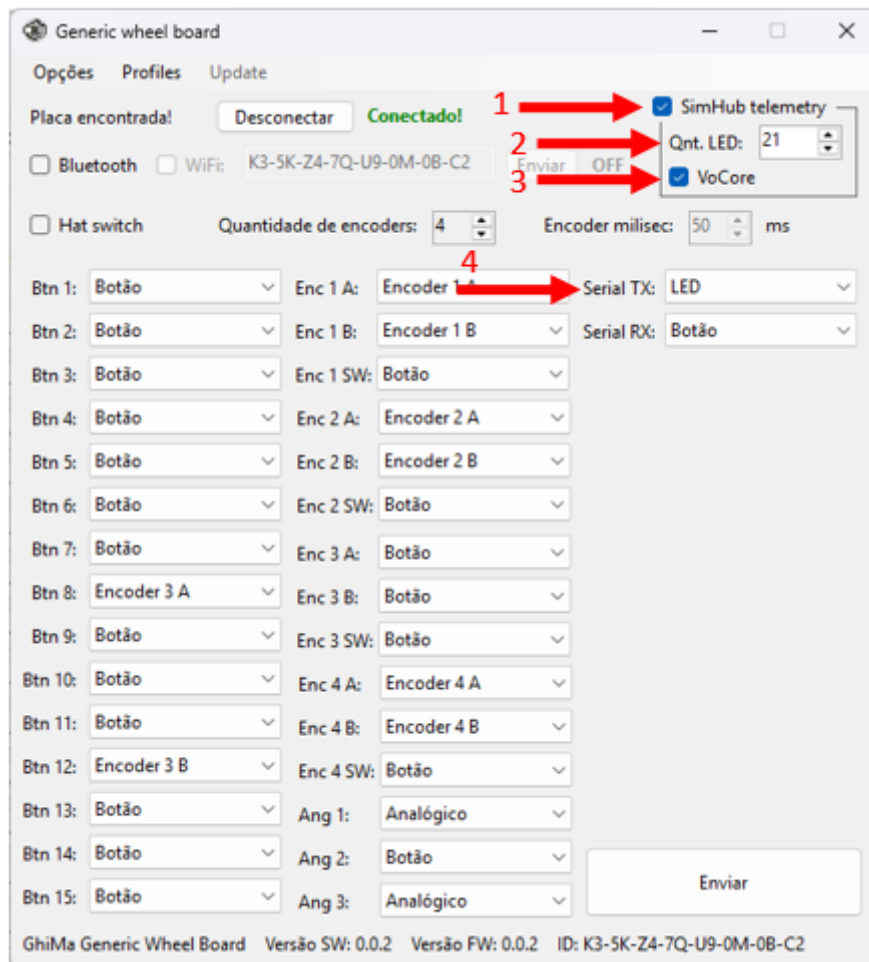 Generic wheel board
Opções Profiles Update
Placa encontrada! Desconectar Conectado! 1 SimHub telemetry
2 Qnt. LED: 21
Bluetooth WiFi: K3-5K-Z4-7Q-U9-0M-0B-C2 Enviar OFF 3 VoCore
Hat switch Quantidade de encoders: 4 Encoder milisec: 50 ms
4
Btn 1: Botão Enc 1 A: Encoder 1 A Serial TX: LED
Btn 2: Botão Enc 1 B: Encoder 1 B Serial RX: Botão
Btn 3: Botão Enc 1 SW: Botão
Btn 4: Botão Enc 2 A: Encoder 2 A
Btn 5: Botão Enc 2 B: Encoder 2 B
Btn 6: Botão Enc 2 SW: Botão
Btn 7: Botão Enc 3 A: Botão
Btn 8: Encoder 3 A Enc 3 B: Botão
Btn 9: Botão Enc 3 SW: Botão
Btn 10: Botão Enc 4 A: Encoder 4 A
Btn 11: Botão Enc 4 B: Encoder 4 B
Btn 12: Encoder 3 B Enc 4 SW: Botão
Btn 13: Botão Ang 1: Analógico
Btn 14: Botão Ang 2: Botão
Btn 15: Botão Ang 3: Analógico
Enviar
GhiMa Generic Wheel Board Versão SW: 0.0.2 Versão FW: 0.0.2 ID: K3-5K-Z4-7Q-U9-0M-0B-C2